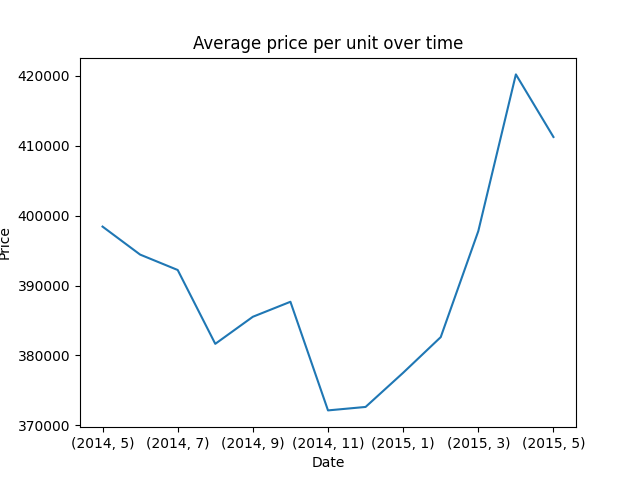 Average price per unit over time
420000
410000
400000
390000
380000
370000
Price
(2014, 5) (2014, 7) (2014, 9) (2014, 11) (2015, 1) (2015, 3) (2015, 5)
Date